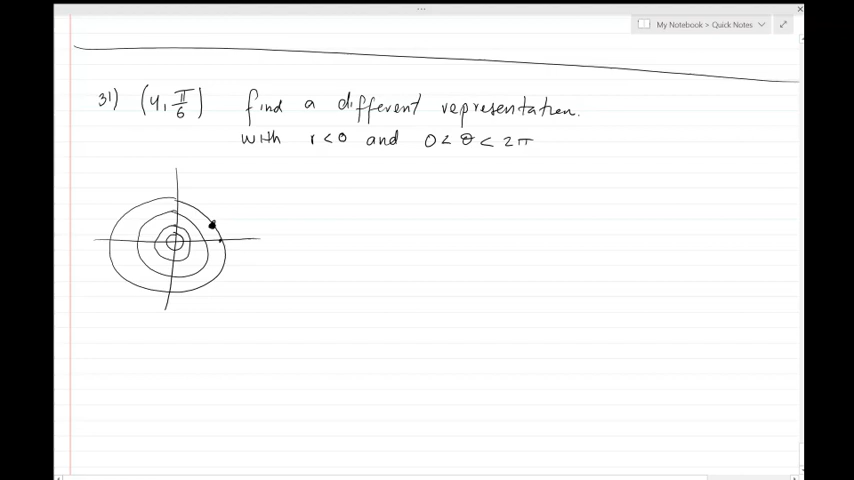 My Notebook > Quick Notes
31) (4, π/6) find a different representation.
with r < 0 and 0 < θ < 2π